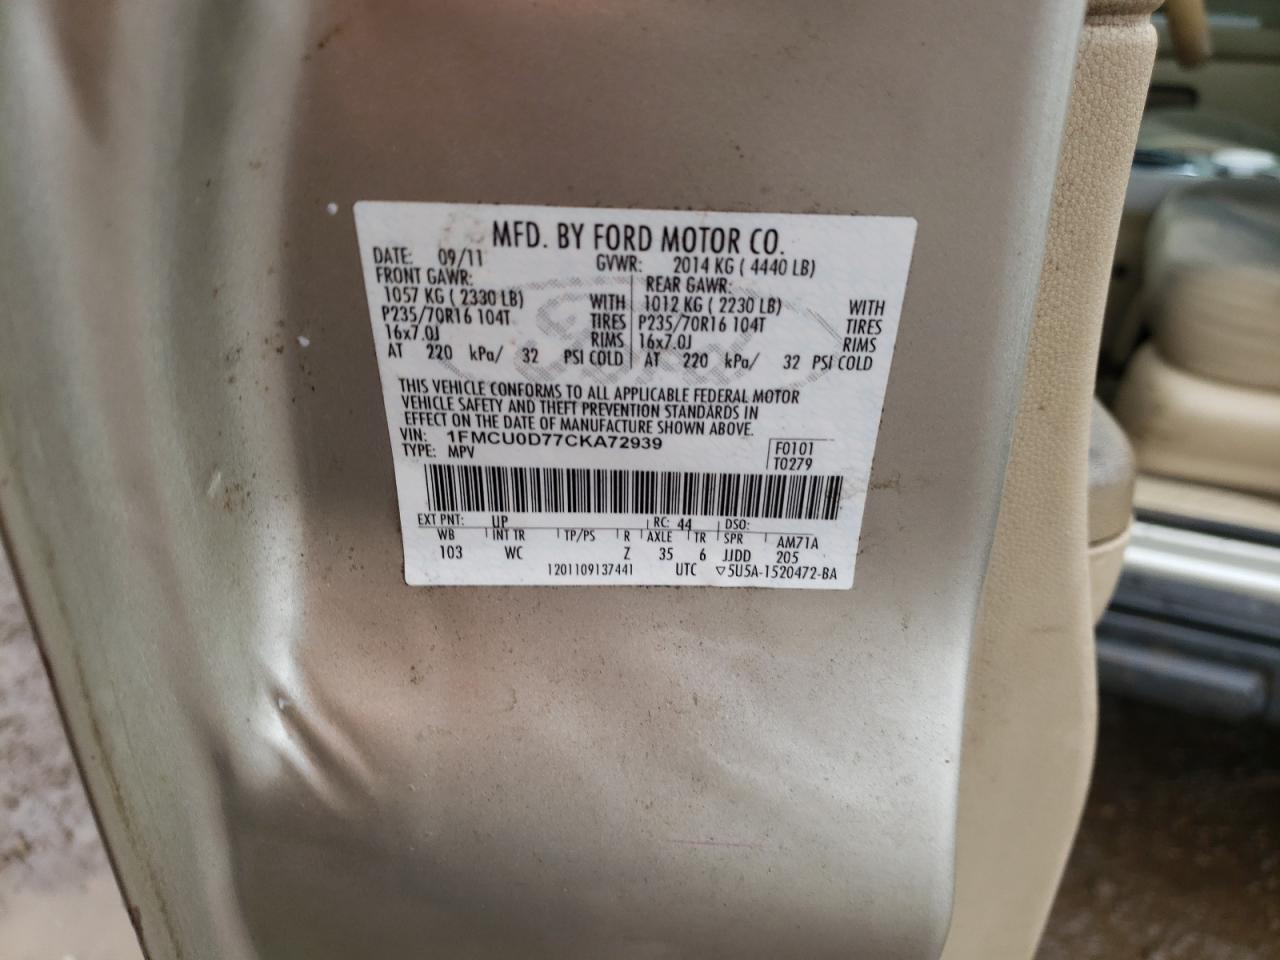 MFD. BY FORD MOTOR CO.
DATE: 09/11 GVWR: 2014 KG ( 4440 LB)
FRONT GAWR: REAR GAWR:
1057 KG ( 2330 LB) WITH 1012 KG ( 2230 LB) WITH
P235/70R16 104T TIRES P235/70R16 104T TIRES
16x7.0J RIMS 16x7.0J RIMS
AT 220 kPa/ 32 PSI COLD AT 220 kPa/ 32 PSI COLD
THIS VEHICLE CONFORMS TO ALL APPLICABLE FEDERAL MOTOR
VEHICLE SAFETY AND THEFT PREVENTION STANDARDS IN
EFFECT ON THE DATE OF MANUFACTURE SHOWN ABOVE.
VIN: 1FMCU0D77CKA72939 F0101
TYPE: MPV T0279
EXT PNT: UP RC: 44 DSO:
WB INT TR TP/PS R AXLE TR SPR AM71A
103 WC Z 35 6 JJDD 205
1201109137441 UTC ▽5U5A-1520472-BA